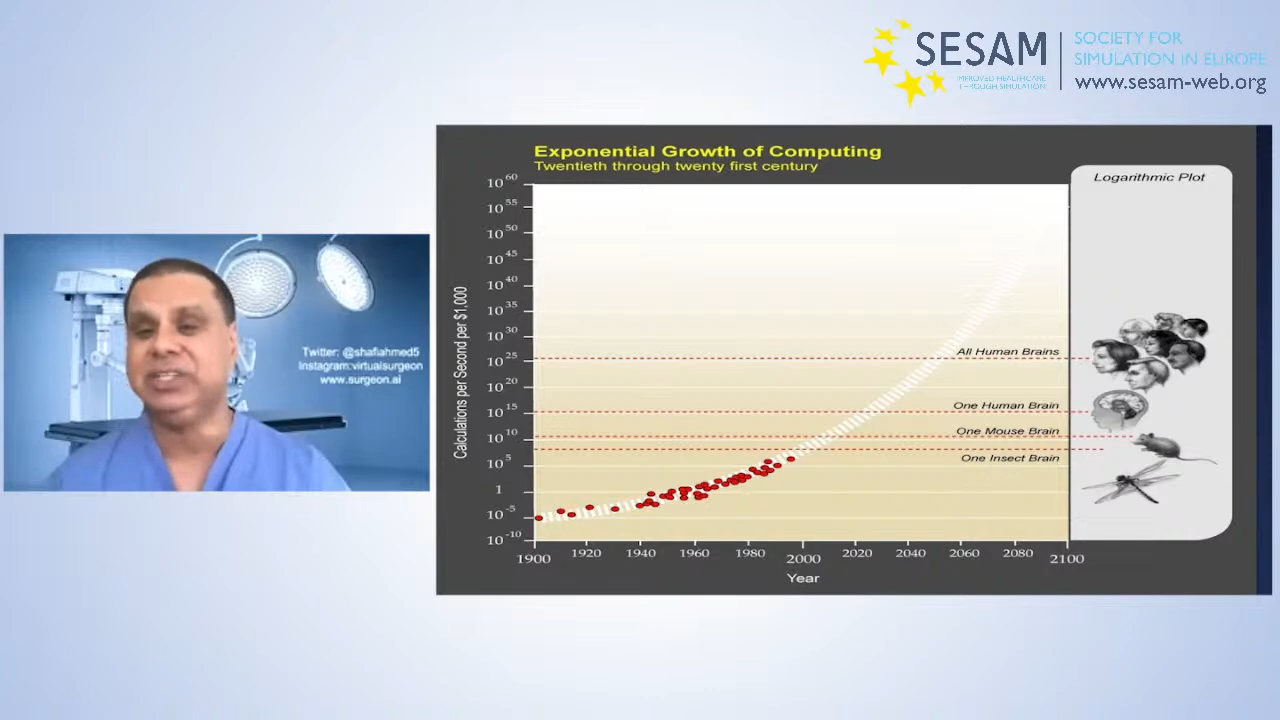 SESAM
IMPROVED HEALTHCARE
THROUGH SIMULATION
SOCIETY FOR
SIMULATION IN EUROPE
www.sesam-web.org
Twitter: @shafiahmed5
Instagram:virtualsurgeon
www.surgeon.ai
Exponential Growth of Computing
Twentieth through twenty first century
Logarithmic Plot
Calculations per Second per $1,000
10^60
10^55
10^50
10^45
10^40
10^35
10^30
10^25
10^20
10^15
10^10
10^5
1
10^-5
10^-10
All Human Brains
One Human Brain
One Mouse Brain
One Insect Brain
1900
1920
1940
1960
1980
2000
2020
2040
2060
2080
2100
Year